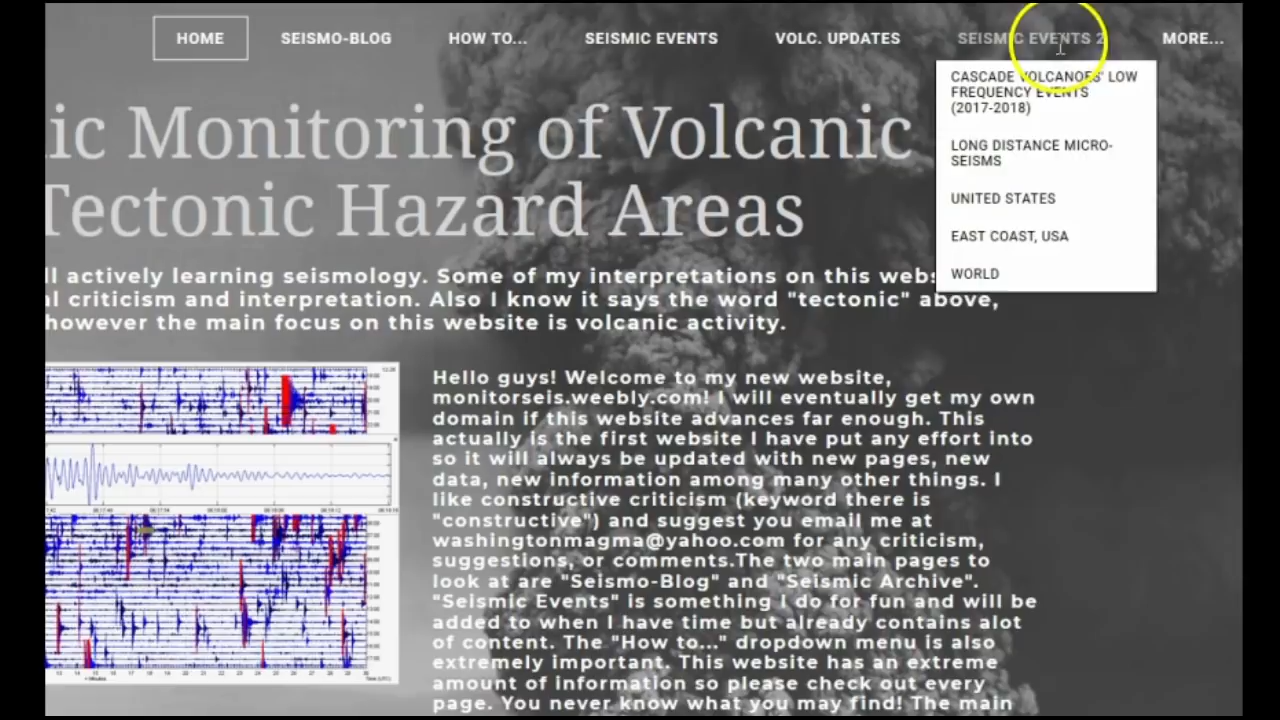 HOME
SEISMO-BLOG
HOW TO...
SEISMIC EVENTS
VOLC. UPDATES
SEISMIC EVENTS 2
MORE...
CASCADE VOLCANOES' LOW
FREQUENCY EVENTS
(2017-2018)
LONG DISTANCE MICRO-
SEISMS
UNITED STATES
EAST COAST, USA
WORLD
ic Monitoring of Volcanic
Tectonic Hazard Areas
ll actively learning seismology. Some of my interpretations on this webs
al criticism and interpretation. Also I know it says the word "tectonic" above,
however the main focus on this website is volcanic activity.
Hello guys! Welcome to my new website,
monitorseis.weebly.com! I will eventually get my own
domain if this website advances far enough. This
actually is the first website I have put any effort into
so it will always be updated with new pages, new
data, new information among many other things. I
like constructive criticism (keyword there is
"constructive") and suggest you email me at
washingtonmagma@yahoo.com for any criticism,
suggestions, or comments.The two main pages to
look at are "Seismo-Blog" and "Seismic Archive".
"Seismic Events" is something I do for fun and will be
added to when I have time but already contains alot
of content. The "How to..." dropdown menu is also
extremely important. This website has an extreme
amount of information so please check out every
page. You never know what you may find! The main